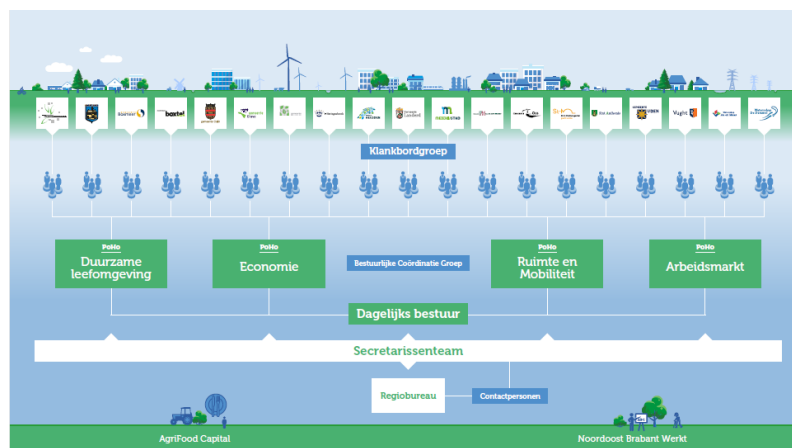 boxtel
Vught
Klankbordgroep
PoHo
Duurzame
leefomgeving
PoHo
Economie
Bestuurlijke Coördinatie Groep
PoHo
Ruimte en
Mobiliteit
PoHo
Arbeidsmarkt
Dagelijks bestuur
Secretarissenteam
Regiobureau
Contactpersonen
AgriFood Capital
Noordoost Brabant Werkt